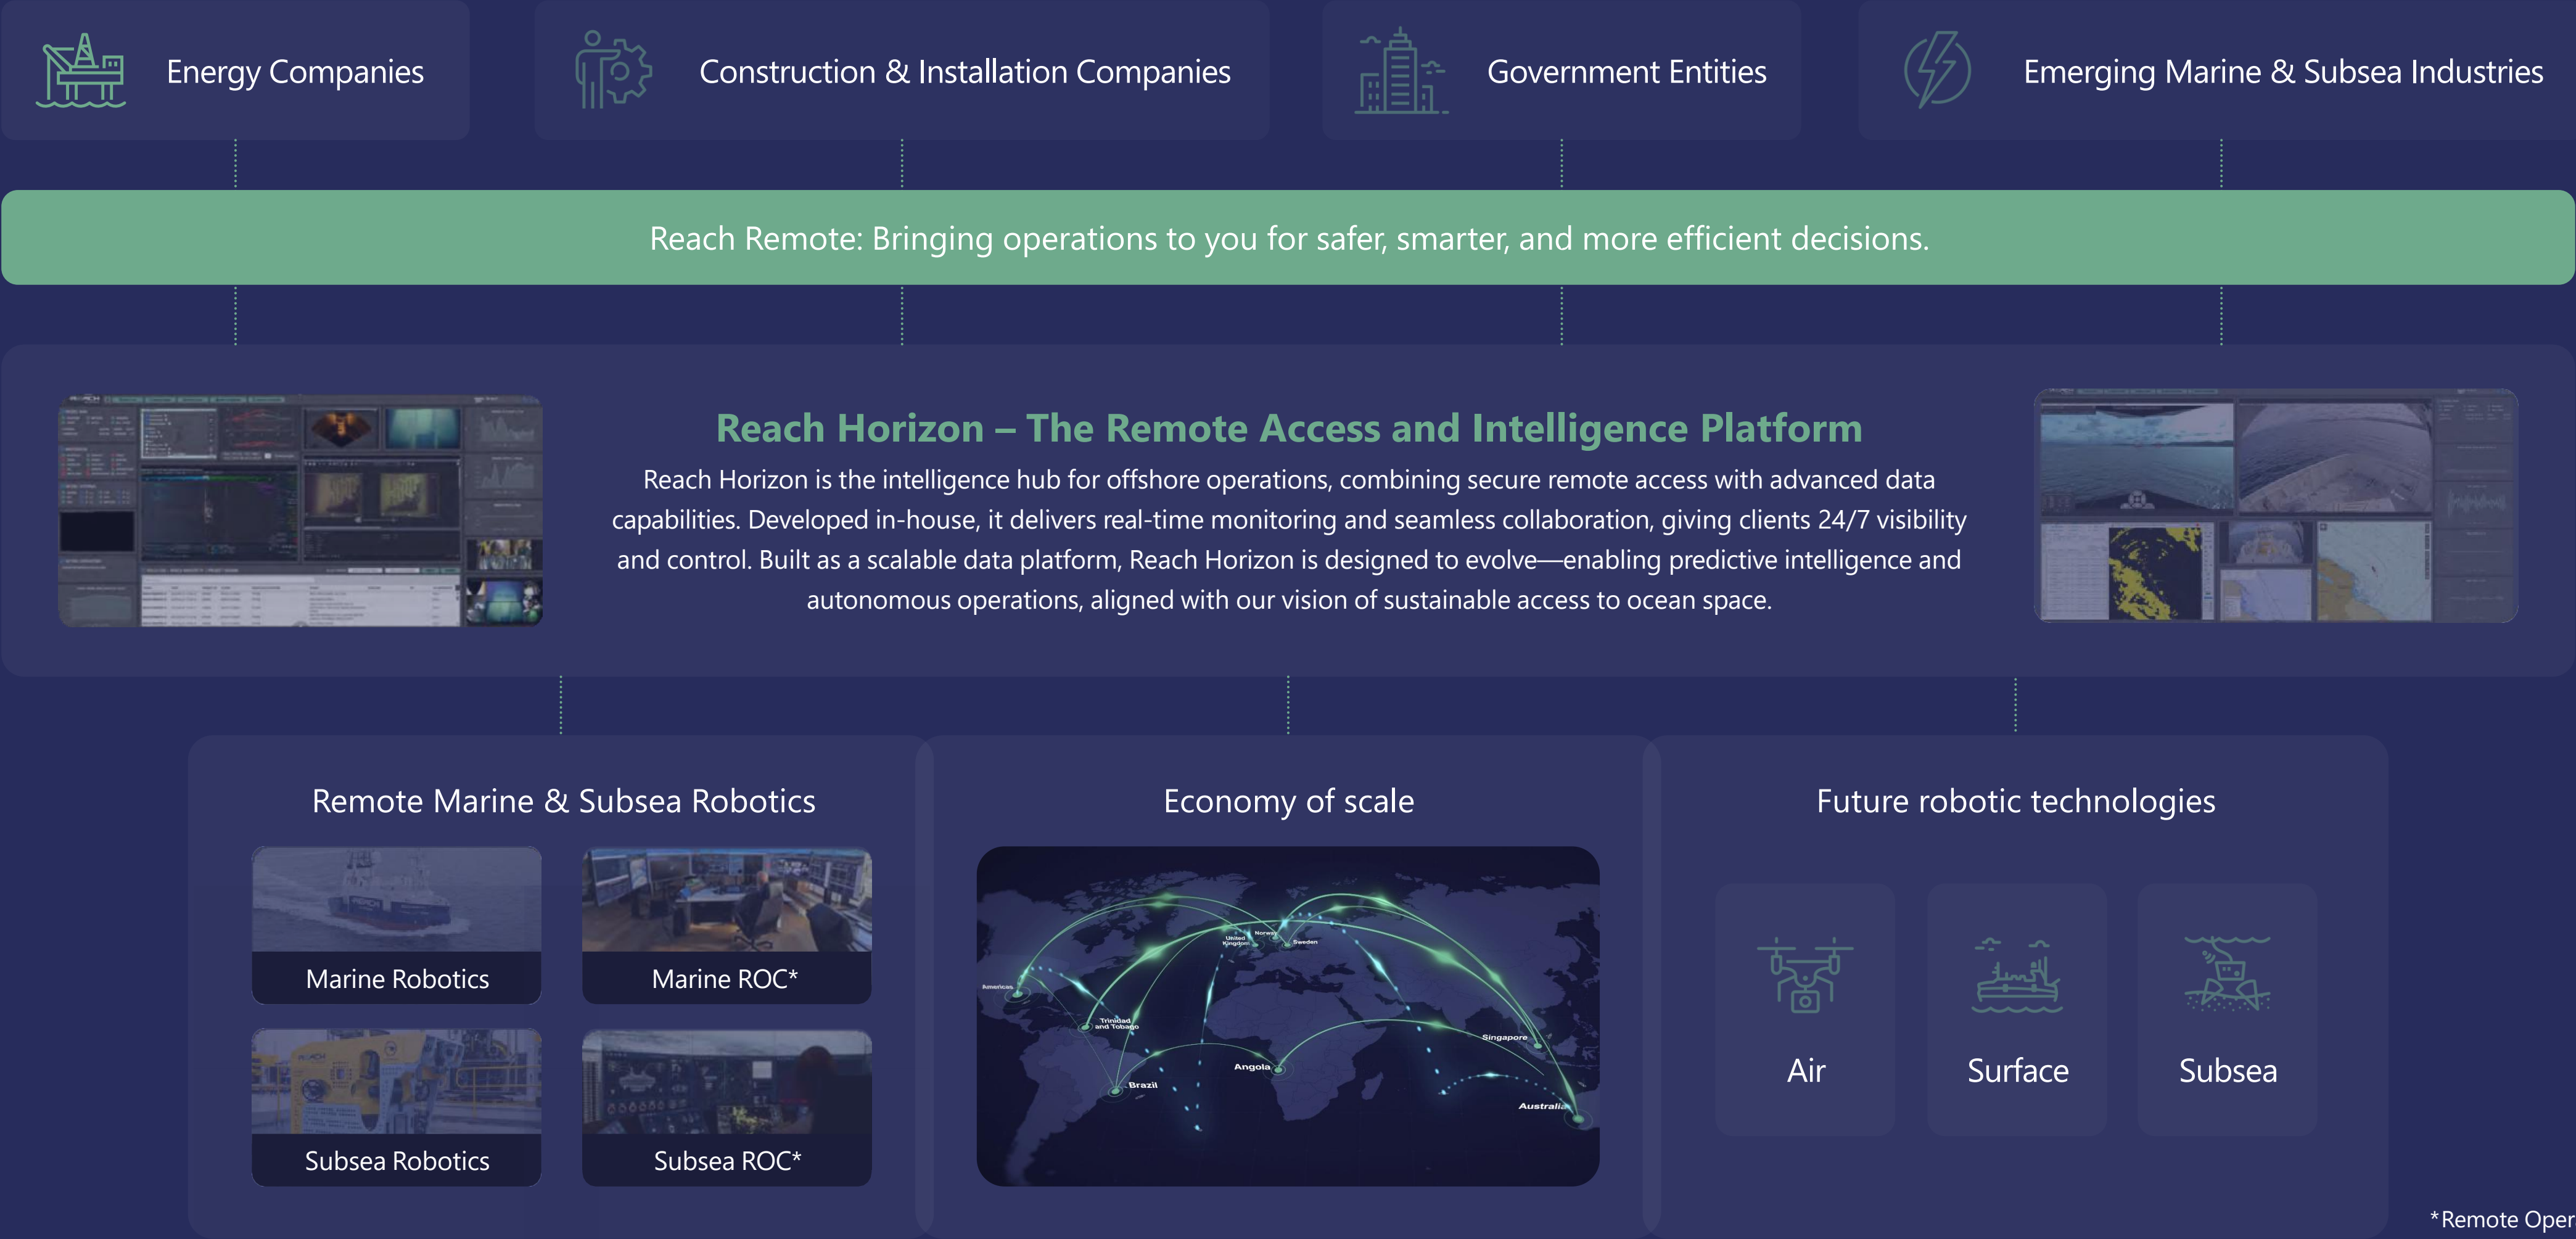 Energy Companies
Construction & Installation Companies
Government Entities
Emerging Marine & Subsea Industries
Reach Remote: Bringing operations to you for safer, smarter, and more efficient decisions.
Reach Horizon – The Remote Access and Intelligence Platform
Reach Horizon is the intelligence hub for offshore operations, combining secure remote access with advanced data
capabilities. Developed in-house, it delivers real-time monitoring and seamless collaboration, giving clients 24/7 visibility
and control. Built as a scalable data platform, Reach Horizon is designed to evolve—enabling predictive intelligence and
autonomous operations, aligned with our vision of sustainable access to ocean space.
Remote Marine & Subsea Robotics
Marine Robotics
Marine ROC*
Subsea Robotics
Subsea ROC*
Economy of scale
United
Kingdom
Norway
Sweden
Americas
Trinidad
and Tobago
Brazil
Angola
Singapore
Australia
Future robotic technologies
Air
Surface
Subsea
*Remote Oper